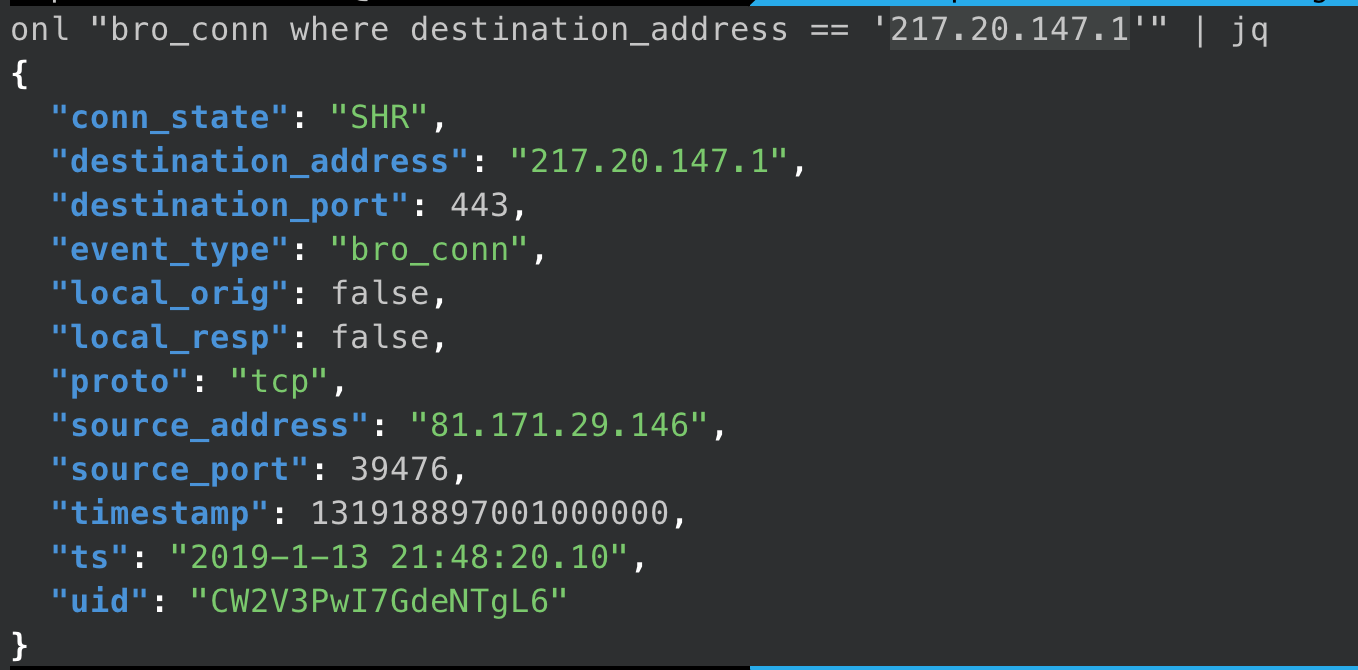 onl "bro_conn where destination_address == '217.20.147.1'" | jq
{
  "conn_state": "SHR",
  "destination_address": "217.20.147.1",
  "destination_port": 443,
  "event_type": "bro_conn",
  "local_orig": false,
  "local_resp": false,
  "proto": "tcp",
  "source_address": "81.171.29.146",
  "source_port": 39476,
  "timestamp": 131918897001000000,
  "ts": "2019-1-13 21:48:20.10",
  "uid": "CW2V3PwI7GdeNTgL6"
}